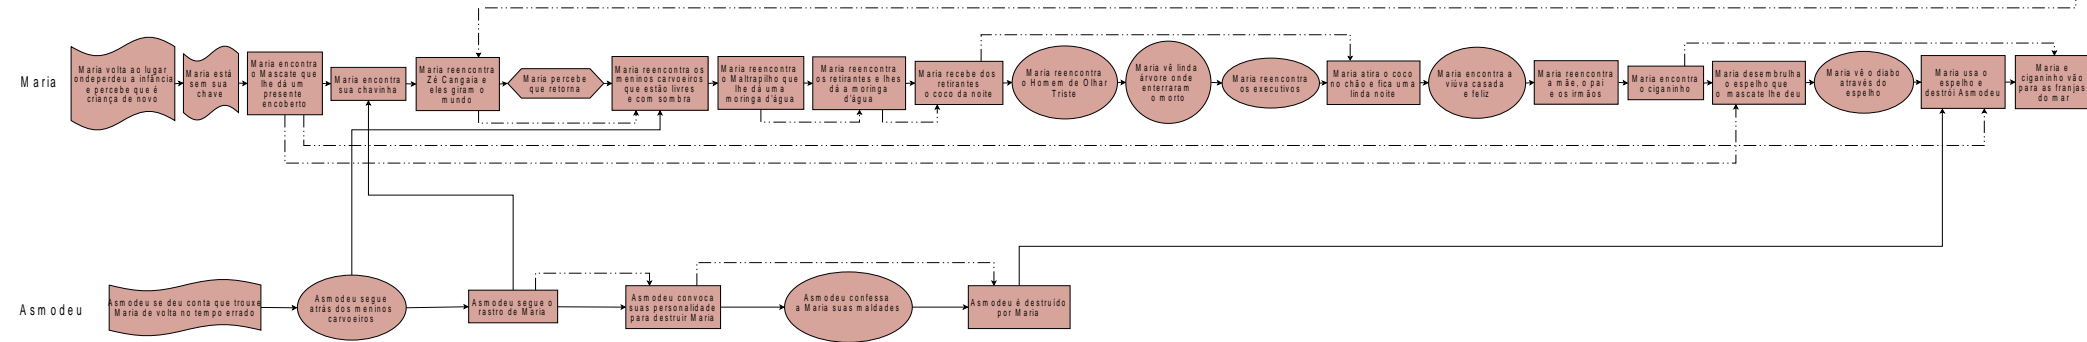 Maria
Maria volta ao lugar
ondeperdeu a infância
e percebe que é
criança de novo
Maria está
sem sua
chave
Maria encontra
o Mascate que
lhe dá um
presente
encoberto
Maria encontra
sua chavinha
Maria reencontra
Zé Cangaia e
eles giram o
mundo
Maria percebe
que retorna
Maria reencontra os
meninos carvoeiros
que estão livres
e com sombra
Maria reencontra
o Maltrapilho que
lhe dá uma
moringa d'água
Maria reencontra
os retirantes e lhes
dá a moringa
d'água
Maria recebe dos
retirantes
o coco da noite
Maria reencontra
o Homem de Olhar
Triste
Maria vê linda
árvore onde
enterraram
o morto
Maria reencontra
os executivos
Maria atira o coco
no chão e fica uma
linda noite
Maria encontra a
viúva casada
e feliz
Maria reencontra
a mãe, o pai
e os irmãos
Maria encontra
o ciganinho
Maria desembrulha
o espelho que
o mascate lhe deu
Maria vê o diabo
através do
espelho
Maria usa o
espelho e
destrói Asmodeu
Maria e
ciganinho vão
para as franjas
do mar
Asmodeu
Asmodeu se deu conta que trouxe
Maria de volta no tempo errado
Asmodeu segue
atrás dos meninos
carvoeiros
Asmodeu segue o
rastro de Maria
Asmodeu convoca
suas personalidade
para destruir Maria
Asmodeu confessa
a Maria suas maldades
Asmodeu é destruído
por Maria